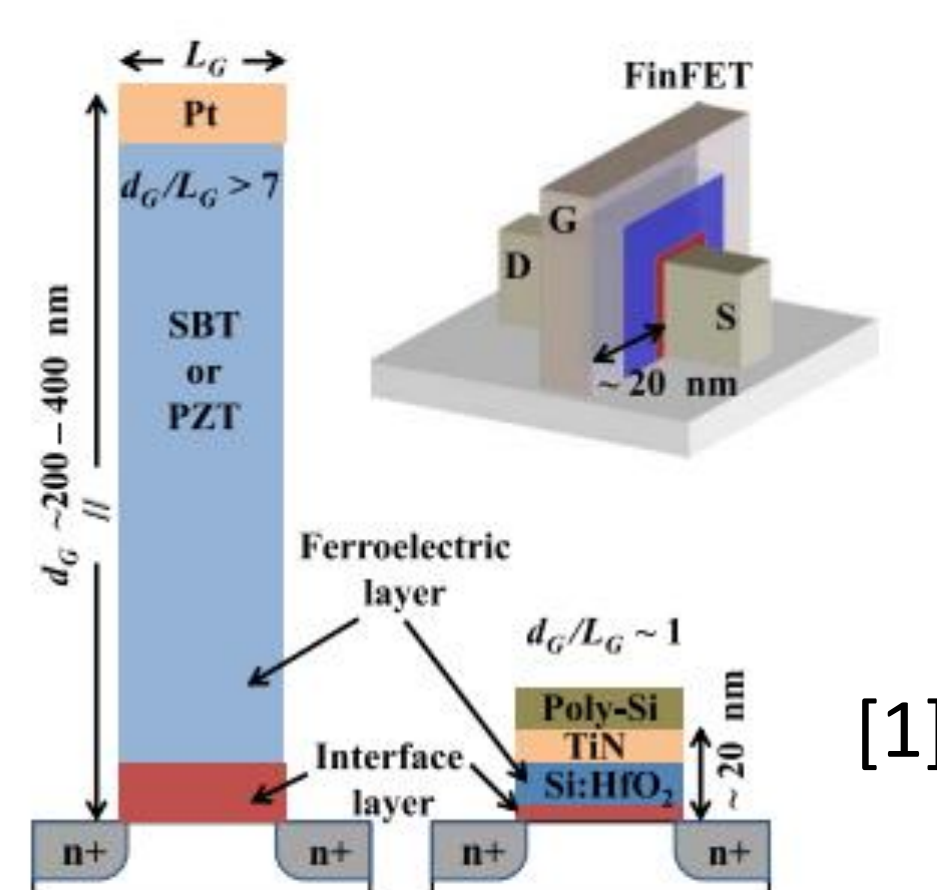 L_G
Pt
d_G/L_G > 7
SBT
or
PZT
d_G ~200 – 400 nm
FinFET
G
D
S
~ 20 nm
Ferroelectric
layer
d_G/L_G ~ 1
Poly-Si
TiN
Si:HfO₂
~ 20 nm
Interface
layer
n+
n+
n+
n+
[1]